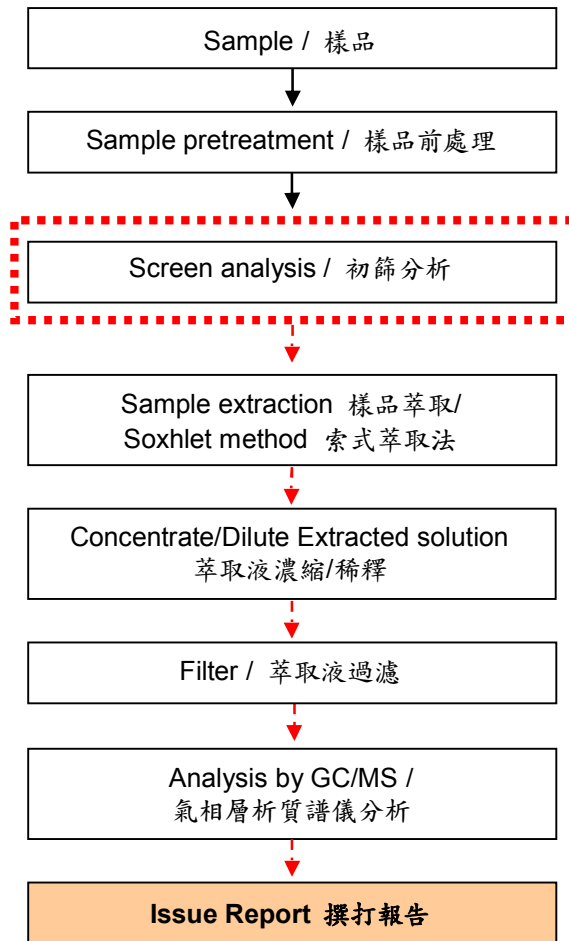 Sample / 樣品
Sample pretreatment / 樣品前處理
Screen analysis / 初篩分析
Sample extraction 樣品萃取/
Soxhlet method 索式萃取法
Concentrate/Dilute Extracted solution
萃取液濃縮/稀釋
Filter / 萃取液過濾
Analysis by GC/MS /
氣相層析質譜儀分析
Issue Report 撰打報告